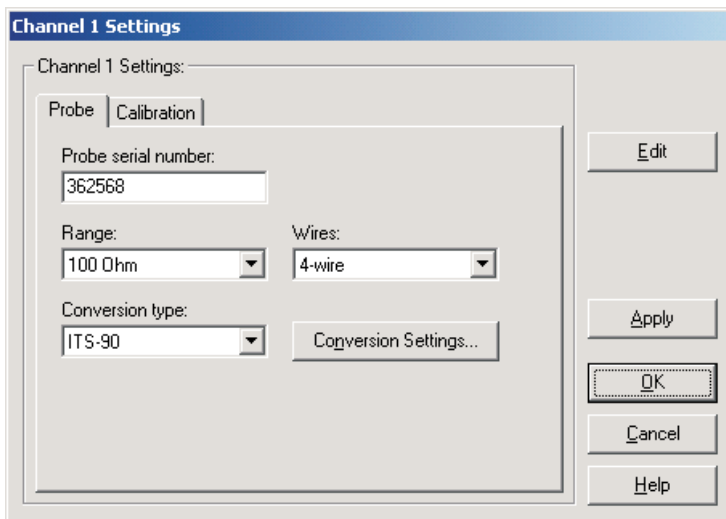 Channel 1 Settings
Channel 1 Settings:
Probe
Calibration
Probe serial number:
362568
Range:
Wires:
100 Ohm
4-wire
Conversion type:
ITS-90
Conversion Settings...
Edit
Apply
OK
Cancel
Help